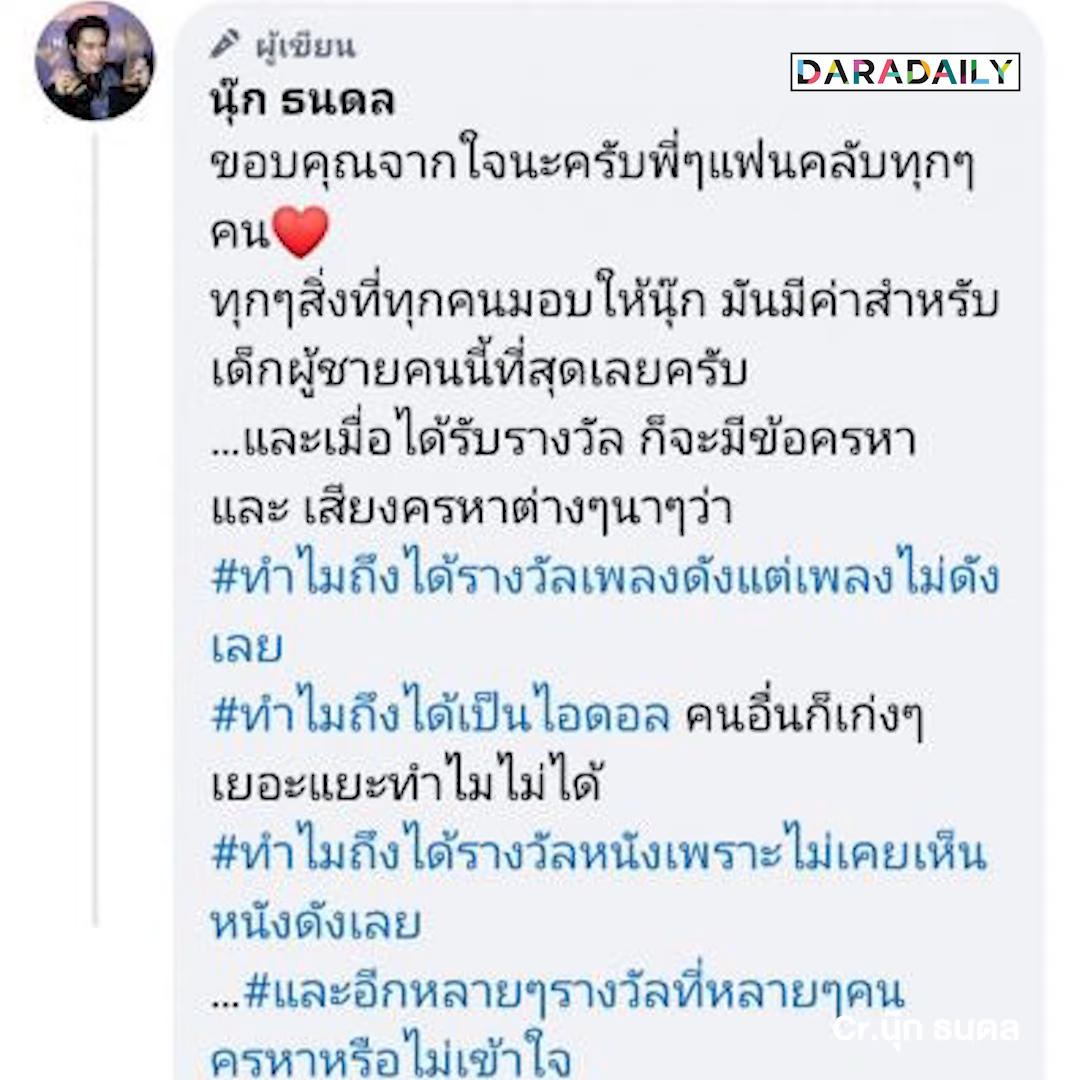 ผู้เขียน
DARADAILY
นุ๊ก ธนดล
ขอบคุณจากใจนะครับพี่ๆแฟนคลับทุกๆ
คน❤️
ทุกๆสิ่งที่ทุกคนมอบให้นุ๊ก มันมีค่าสำหรับ
เด็กผู้ชายคนนี้ที่สุดเลยครับ
...และเมื่อได้รับรางวัล ก็จะมีข้อครหา
และ เสียงครหาต่างๆนาๆว่า
#ทำไมถึงได้รางวัลเพลงดังแต่เพลงไม่ดัง
เลย
#ทำไมถึงได้เป็นไอดอล คนอื่นก็เก่งๆ
เยอะแยะทำไมไม่ได้
#ทำไมถึงได้รางวัลหนังเพราะไม่เคยเห็น
หนังดังเลย
...#และอีกหลายๆรางวัลที่หลายๆคน
ครหาหรือไม่เข้าใจ
Cr.นุ๊ก ธนดล